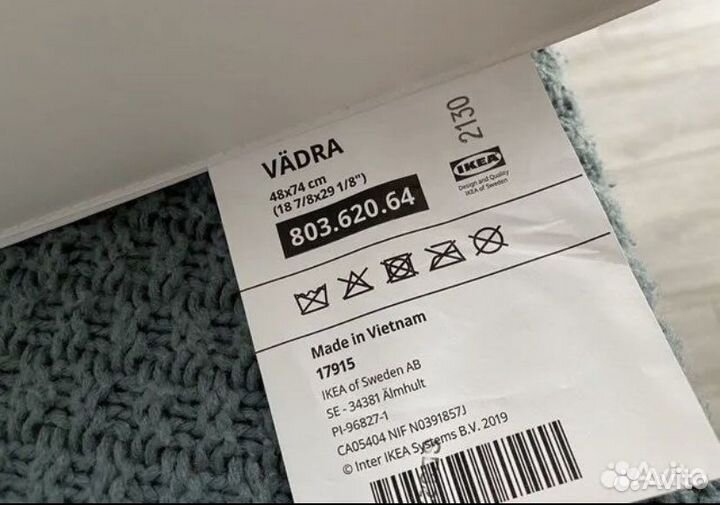 VÄDRA
48x74 cm
(18 7/8x29 1/8")
803.620.64
2130
IKEA
Design and Quality
IKEA of Sweden
Made in Vietnam
17915
IKEA of Sweden AB
SE - 34381 Älmhult
PI-96827-1
CA05404 NIF N0391857J
© Inter IKEA Systems B.V. 2019
Avito